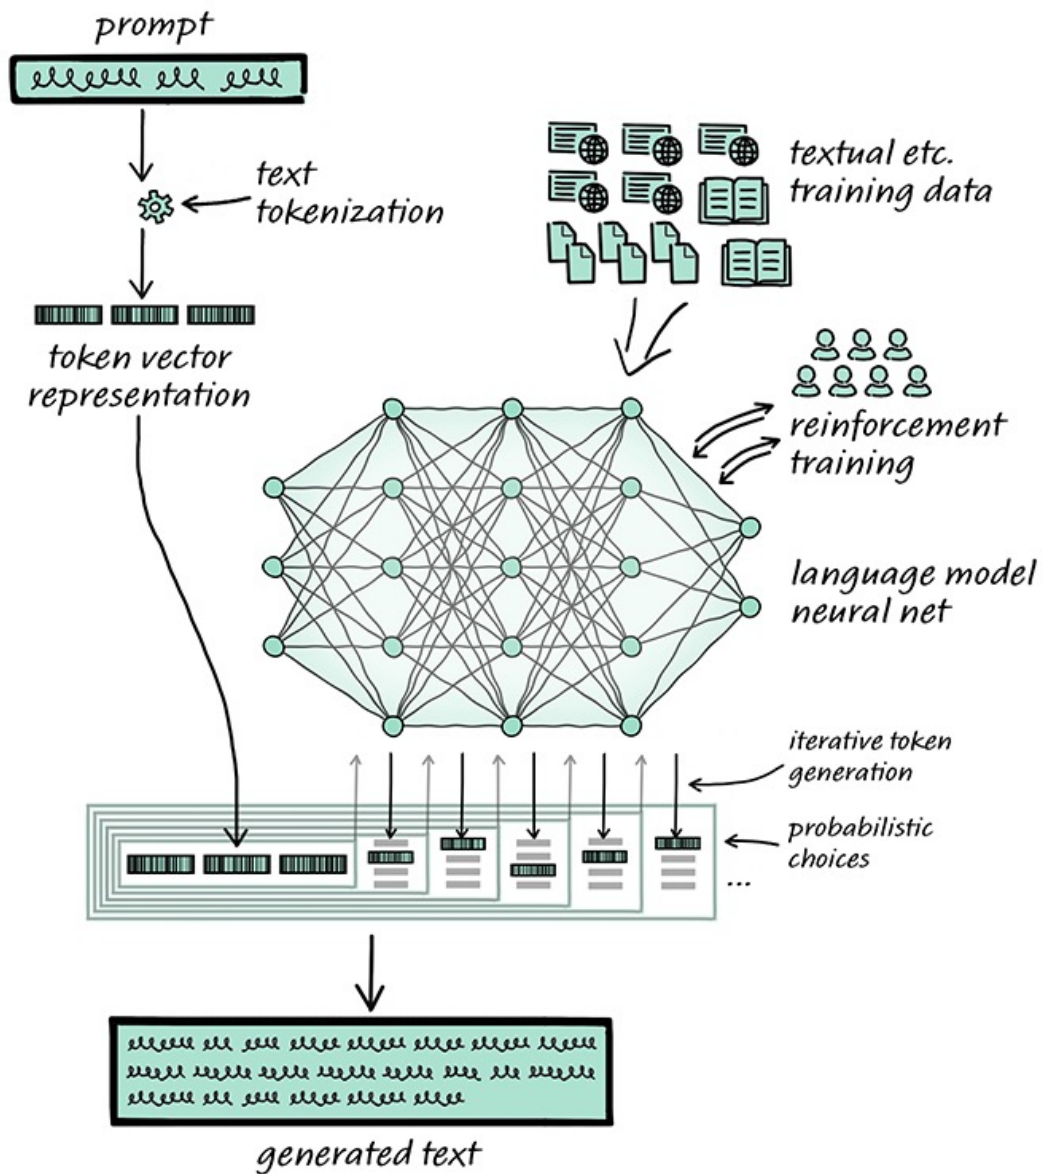 prompt
text
tokenization
token vector
representation
textual etc.
training data
reinforcement
training
language model
neural net
iterative token
generation
probabilistic
choices
...
generated text